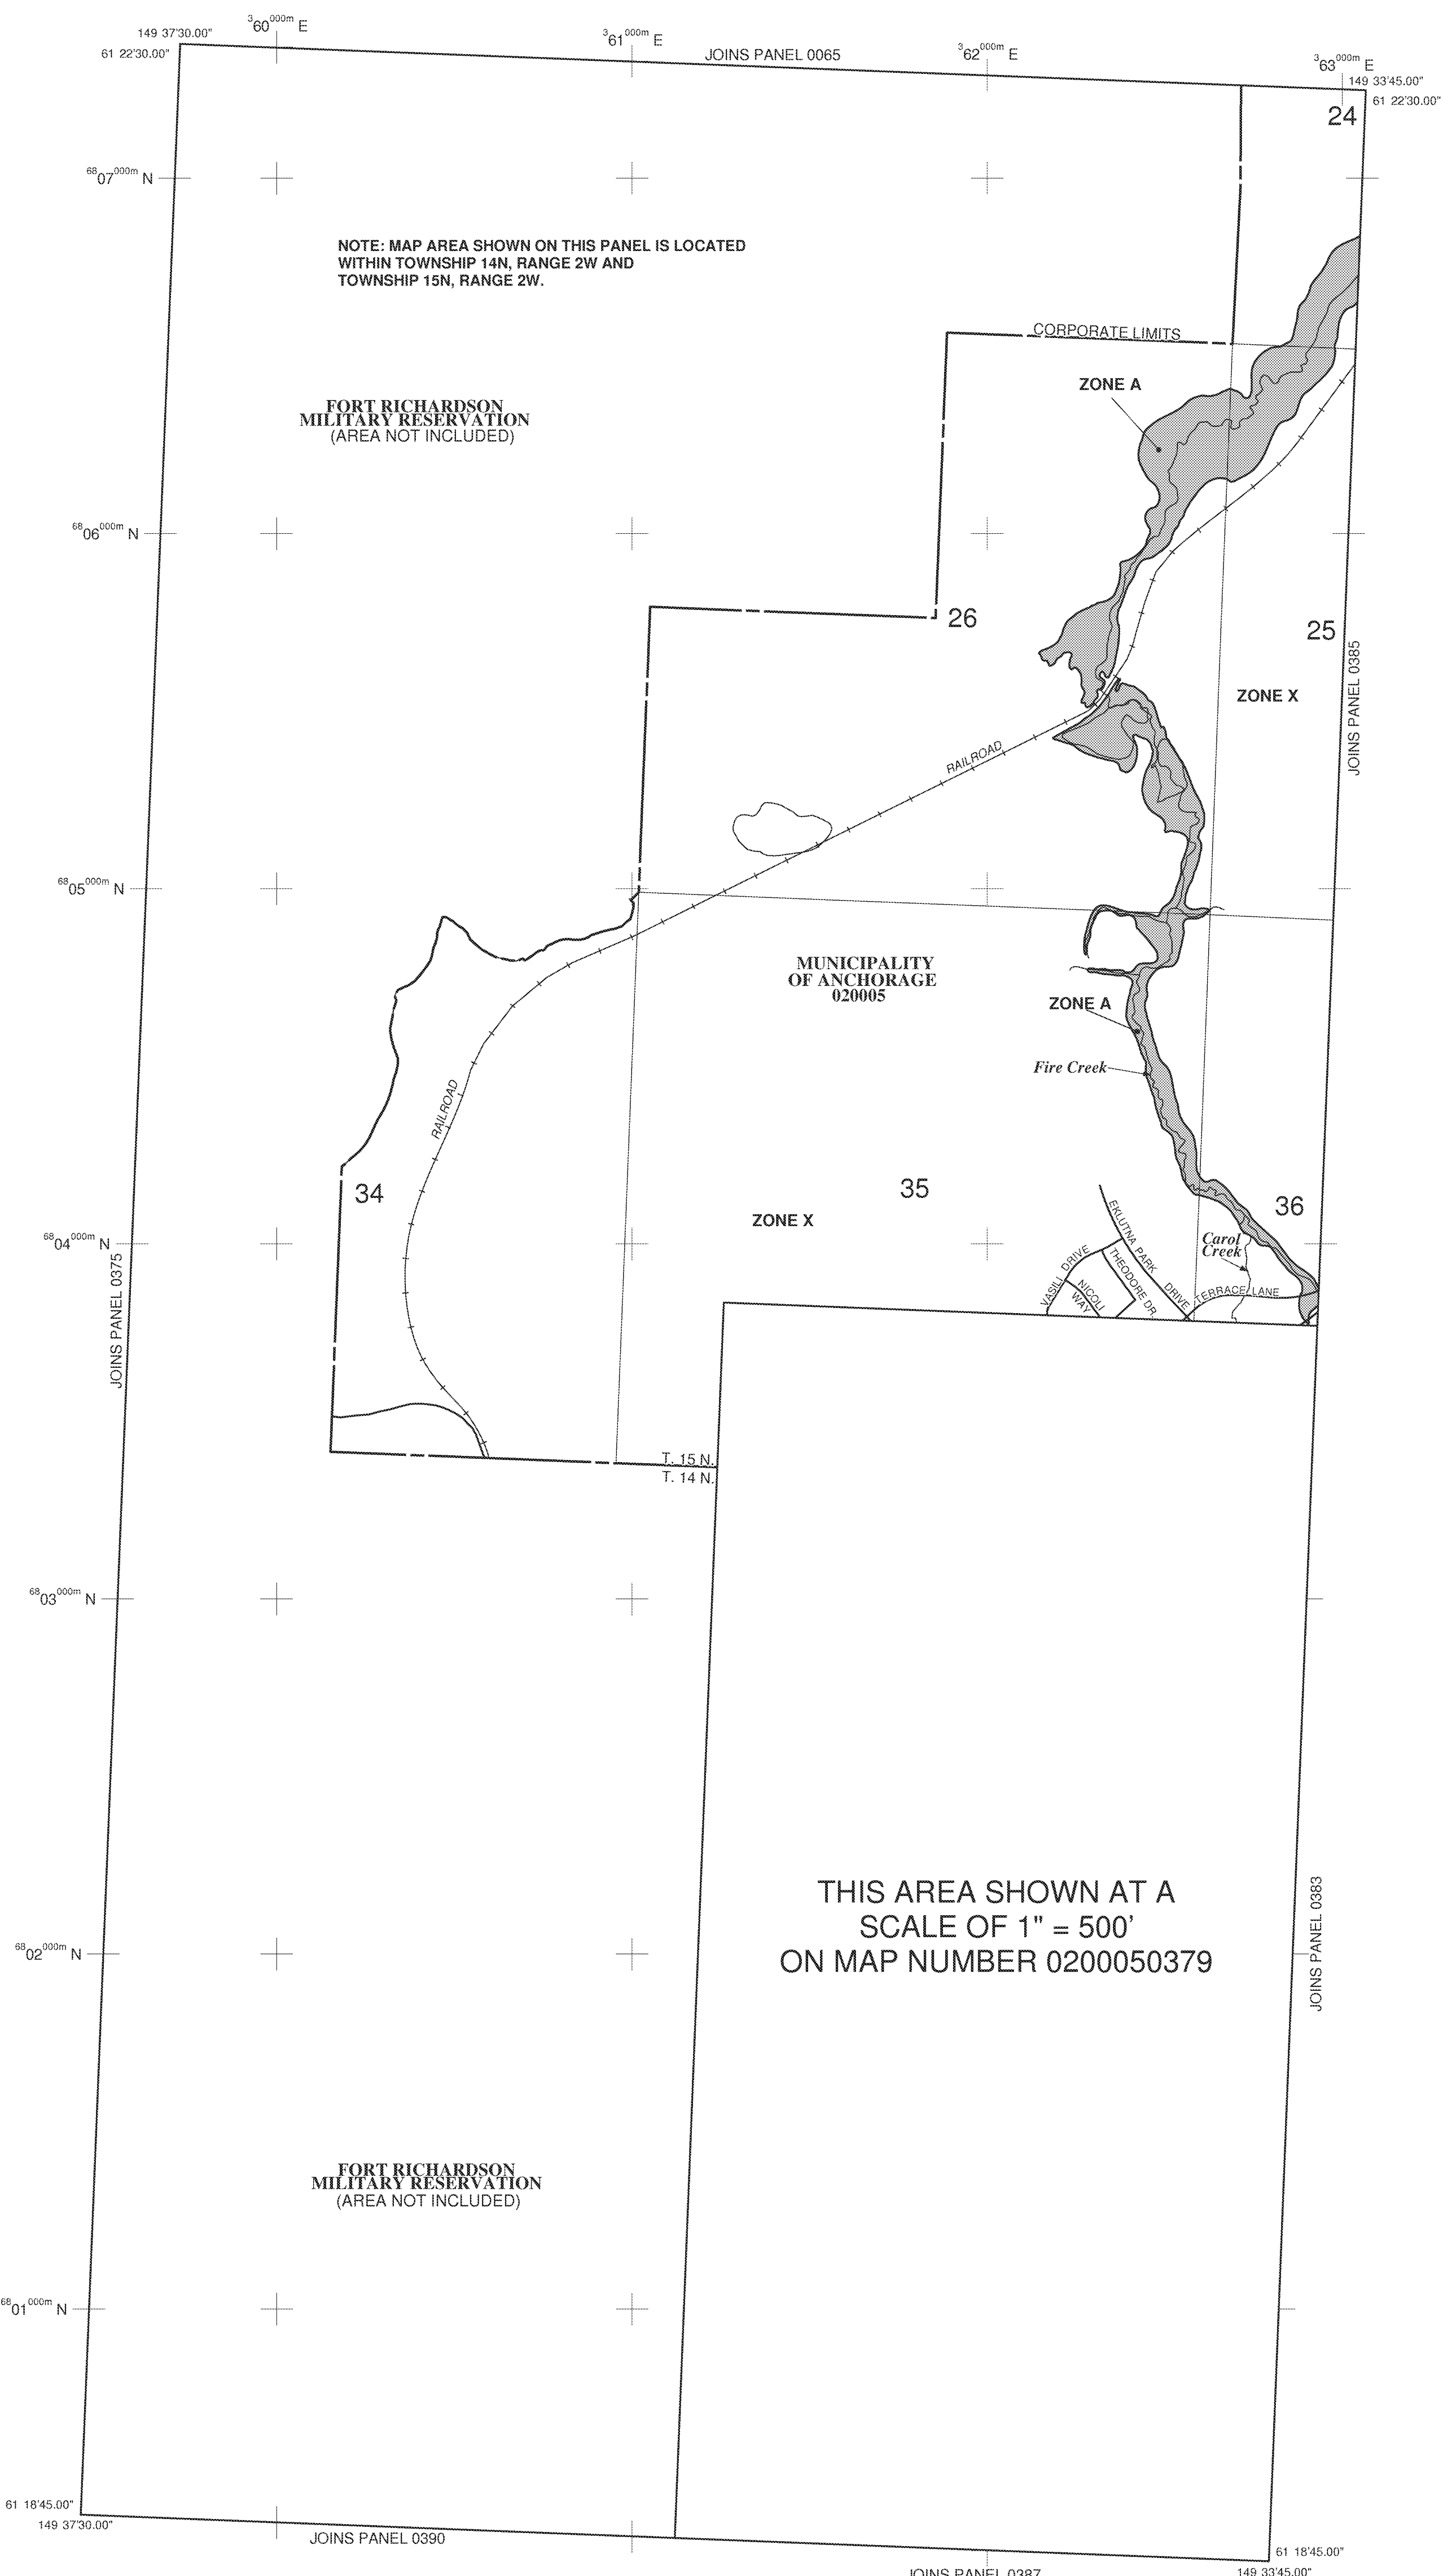 360000m E
149 37'30.00"
61 22'30.00"
361000m E
JOINS PANEL 0065
362000m E
363000m E
149 33'45.00"
61 22'30.00"
24
6807000m N
NOTE: MAP AREA SHOWN ON THIS PANEL IS LOCATED
WITHIN TOWNSHIP 14N, RANGE 2W AND
TOWNSHIP 15N, RANGE 2W.
CORPORATE LIMITS
ZONE A
FORT RICHARDSON
MILITARY RESERVATION
(AREA NOT INCLUDED)
6806000m N
26
25
ZONE X
JOINS PANEL 0385
RAILROAD
6805000m N
MUNICIPALITY
OF ANCHORAGE
020005
ZONE A
Fire Creek
RAILROAD
34
35
36
ZONE X
6804000m N
JOINS PANEL 0375
EKLUTNA PARK DRIVE
VASILI DRIVE
NICOLI
WAY
THEODORE DR.
Carol
Creek
TERRACE LANE
T. 15 N.
T. 14 N.
6803000m N
THIS AREA SHOWN AT A
SCALE OF 1" = 500'
ON MAP NUMBER 0200050379
JOINS PANEL 0383
6802000m N
FORT RICHARDSON
MILITARY RESERVATION
(AREA NOT INCLUDED)
6801000m N
61 18'45.00"
149 37'30.00"
JOINS PANEL 0390
61 18'45.00"
149 33'45.00"
JOINS PANEL 0387